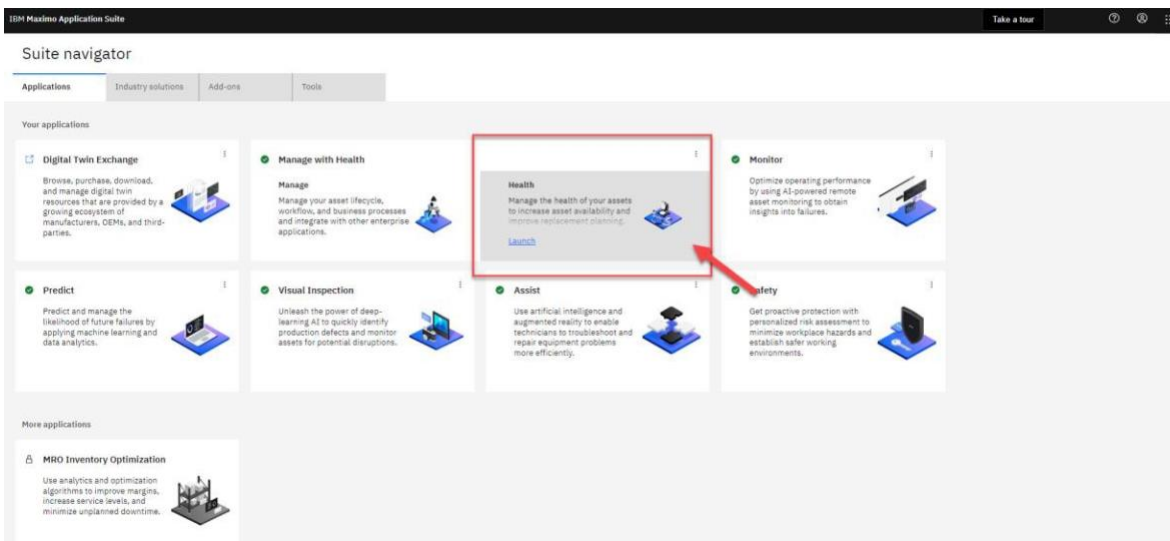 IBM Maximo Application Suite
Take a tour
Suite navigator
Applications
Industry solutions
Add-ons
Tools
Your applications
Digital Twin Exchange
Browse, purchase, download,
and manage digital twin
resources that are provided by a
growing ecosystem of
manufacturers, OEMs, and third-
parties.
Manage with Health
Manage
Manage your asset lifecycle,
workflow, and business processes
and integrate with other enterprise
applications.
Health
Manage the health of your assets
to increase asset availability and
improve replacement planning.
Launch
Monitor
Optimize operating performance
by using AI-powered remote
asset monitoring to obtain
insights into failures.
Predict
Predict and manage the
likelihood of future failures by
applying machine learning and
data analytics.
Visual Inspection
Unleash the power of deep-
learning AI to quickly identify
production defects and monitor
assets for potential disruptions.
Assist
Use artificial intelligence and
augmented reality to enable
technicians to troubleshoot and
repair equipment problems
more efficiently.
Safety
Get proactive protection with
personalized risk assessment to
minimize workplace hazards and
establish safer working
environments.
More applications
MRO Inventory Optimization
Use analytics and optimization
algorithms to improve margins,
increase service levels, and
minimize unplanned downtime.